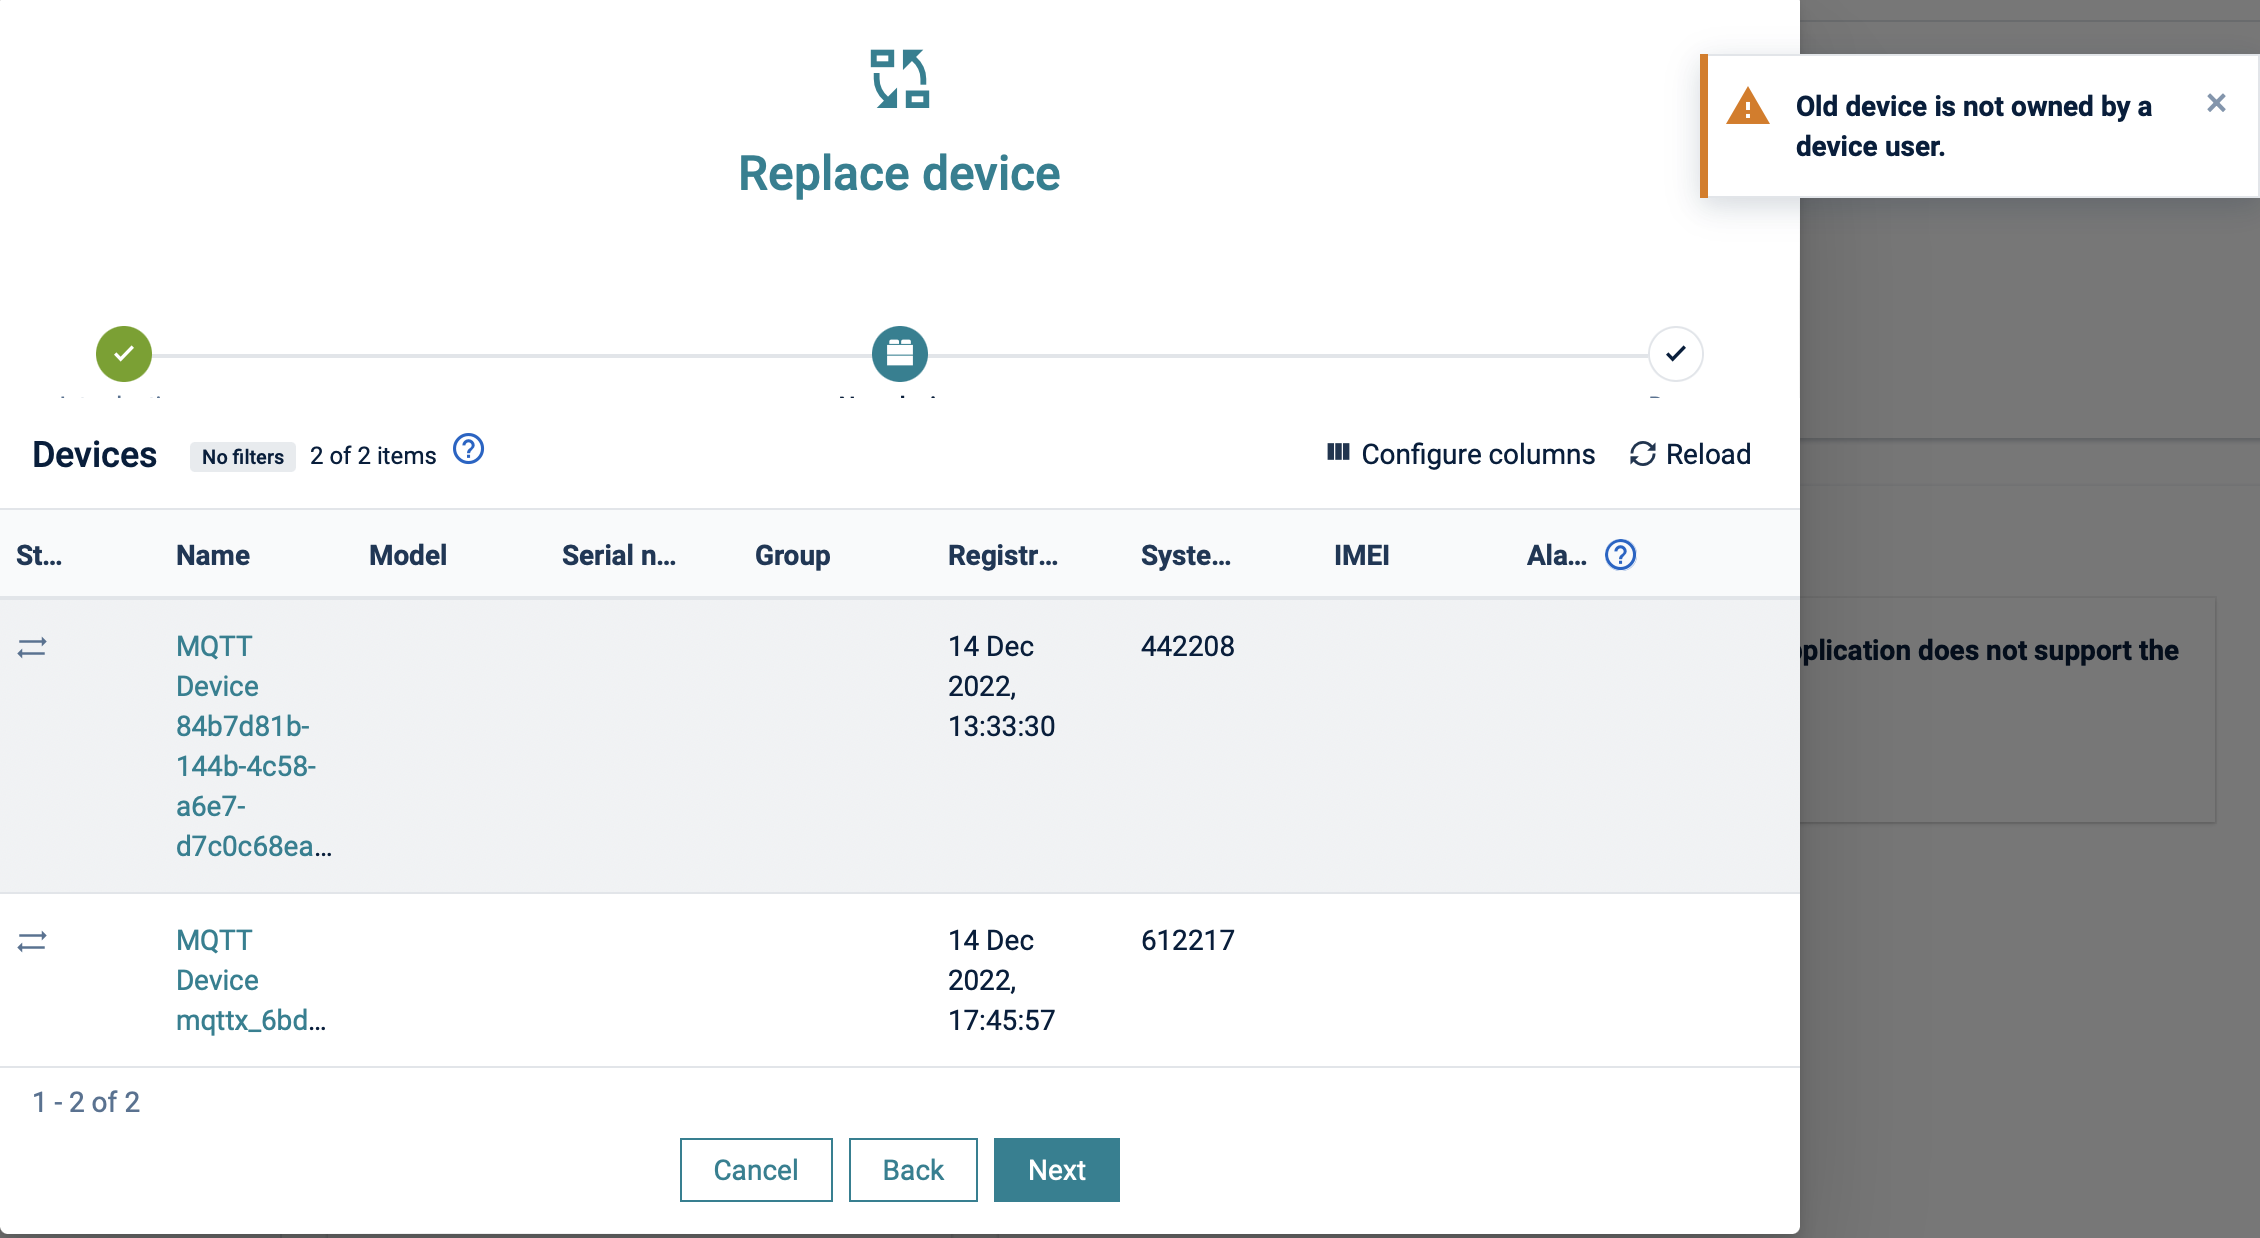 Old device is not owned by a
device user.
Replace device
Devices No filters 2 of 2 items Configure columns Reload
St... Name Model Serial n... Group Registr... Syste... IMEI Ala...
MQTT
Device
84b7d81b-
144b-4c58-
a6e7-
d7c0c68ea...
14 Dec
2022,
13:33:30
442208
plication does not support the
MQTT
Device
mqttx_6bd...
14 Dec
2022,
17:45:57
612217
1 - 2 of 2
Cancel Back Next